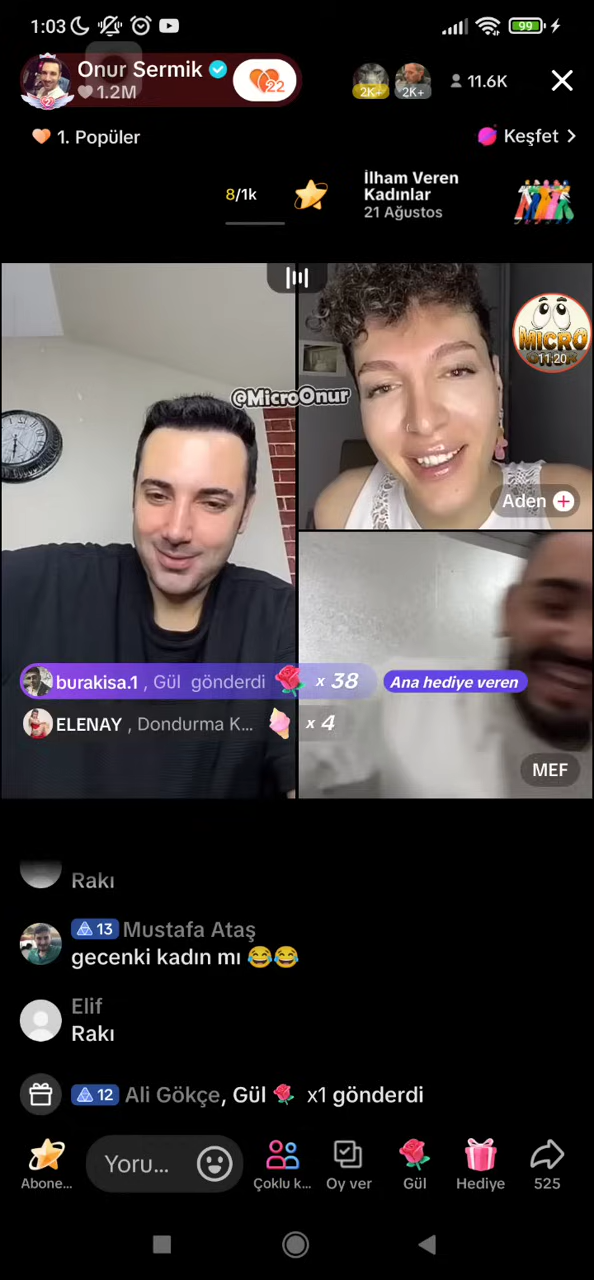 1:03
99
Onur Sermik
1.2M
22
2K+
2K+
11.6K
1. Popüler
Keşfet
8/1k
İlham Veren
Kadınlar
21 Ağustos
MICRO
ONUR
11:20
@MicroOnur
Aden
burakisa.1 , Gül gönderdi x 38
Ana hediye veren
ELENAY , Dondurma K... x 4
MEF
Rakı
13 Mustafa Ataş
gecenki kadın mı 😂😂
Elif
Rakı
12 Ali Gökçe, Gül 🌹 x1 gönderdi
Yoru...
Abone...
Çoklu k...
Oy ver
Gül
Hediye
525